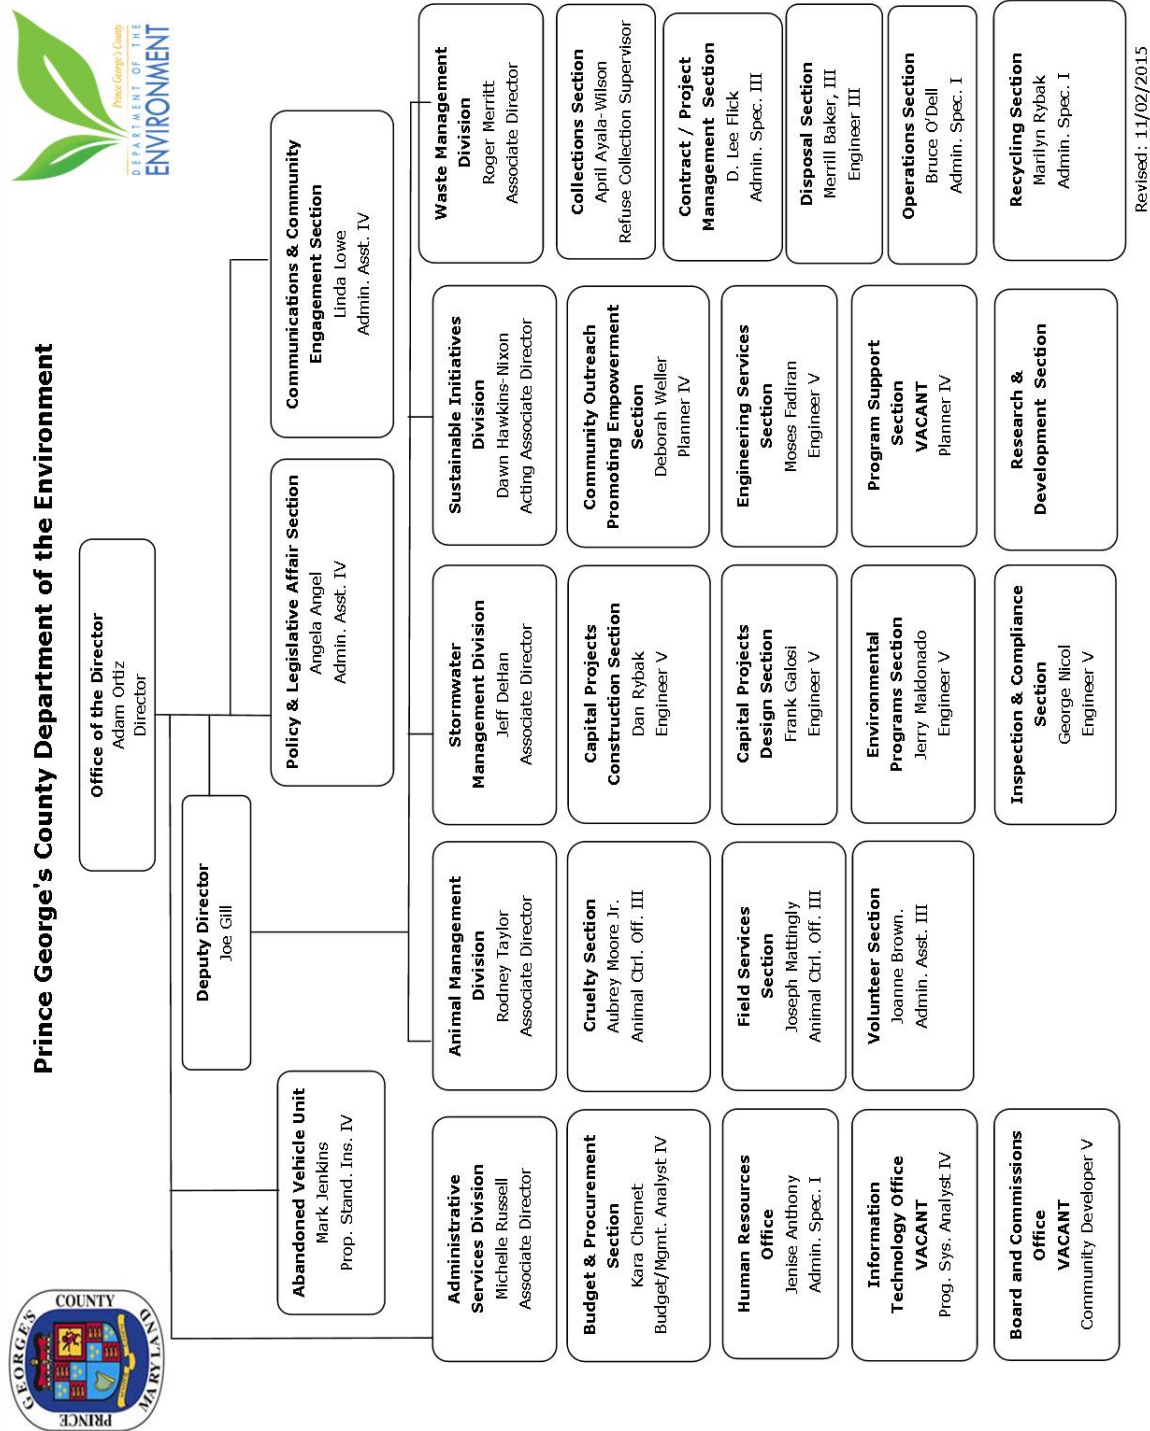 GEORGE'S
COUNTY
PRINCE
MARYLAND
Prince George's County Department of the Environment
Prince George's County
DEPARTMENT OF THE
ENVIRONMENT
Office of the Director
Adam Ortiz
Director
Deputy Director
Joe Gill
Abandoned Vehicle Unit
Mark Jenkins
Prop. Stand. Ins. IV
Policy & Legislative Affair Section
Angela Angel
Admin. Asst. IV
Communications & Community
Engagement Section
Linda Lowe
Admin. Asst. IV
Administrative
Services Division
Michelle Russell
Associate Director
Budget & Procurement
Section
Kara Chemet
Budget/Mgmt. Analyst IV
Human Resources
Office
Jenise Anthony
Admin. Spec. I
Information
Technology Office
VACANT
Prog. Sys. Analyst IV
Board and Commissions
Office
VACANT
Community Developer V
Animal Management
Division
Rodney Taylor
Associate Director
Cruelty Section
Aubrey Moore Jr.
Animal Ctrl. Off. III
Field Services
Section
Joseph Mattingly
Animal Ctrl. Off. III
Volunteer Section
Joanne Brown.
Admin. Asst. III
Stormwater
Management Division
Jeff DeHan
Associate Director
Capital Projects
Construction Section
Dan Rybak
Engineer V
Capital Projects
Design Section
Frank Galosi
Engineer V
Environmental
Programs Section
Jerry Maldonado
Engineer V
Inspection & Compliance
Section
George Nicol
Engineer V
Sustainable Initiatives
Division
Dawn Hawkins-Nixon
Acting Associate Director
Community Outreach
Promoting Empowerment
Section
Deborah Weller
Planner IV
Engineering Services
Section
Moses Fadiran
Engineer V
Program Support
Section
VACANT
Planner IV
Research &
Development Section
Waste Management
Division
Roger Merritt
Associate Director
Collections Section
April Ayala-Wilson
Refuse Collection Supervisor
Contract / Project
Management Section
D. Lee Flick
Admin. Spec. III
Disposal Section
Merrill Baker, III
Engineer III
Operations Section
Bruce O'Dell
Admin. Spec. I
Recycling Section
Marilyn Rybak
Admin. Spec. I
Revised: 11/02/2015